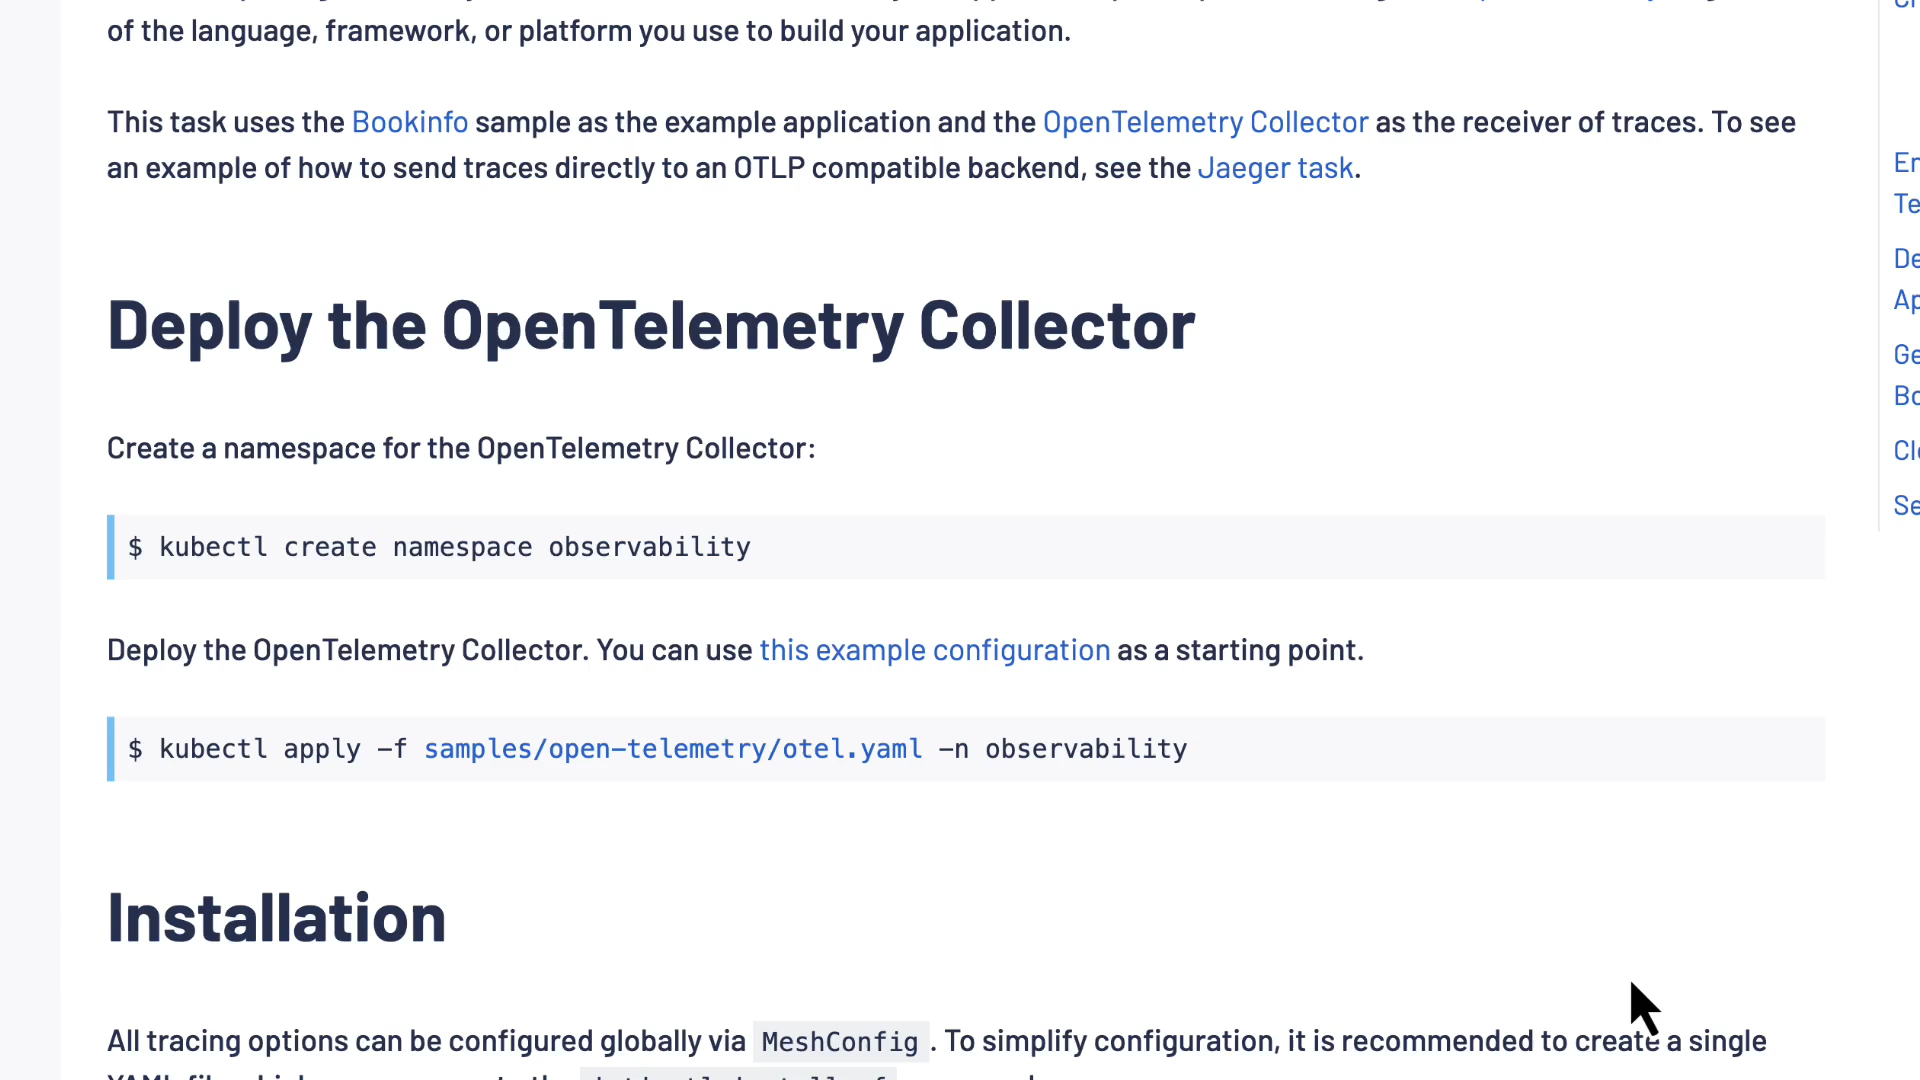 of the language, framework, or platform you use to build your application.
This task uses the Bookinfo sample as the example application and the OpenTelemetry Collector as the receiver of traces. To see
an example of how to send traces directly to an OTLP compatible backend, see the Jaeger task.
Deploy the OpenTelemetry Collector
Create a namespace for the OpenTelemetry Collector:
$ kubectl create namespace observability
Deploy the OpenTelemetry Collector. You can use this example configuration as a starting point.
$ kubectl apply -f samples/open-telemetry/otel.yaml -n observability
Installation
All tracing options can be configured globally via MeshConfig. To simplify configuration, it is recommended to create a single